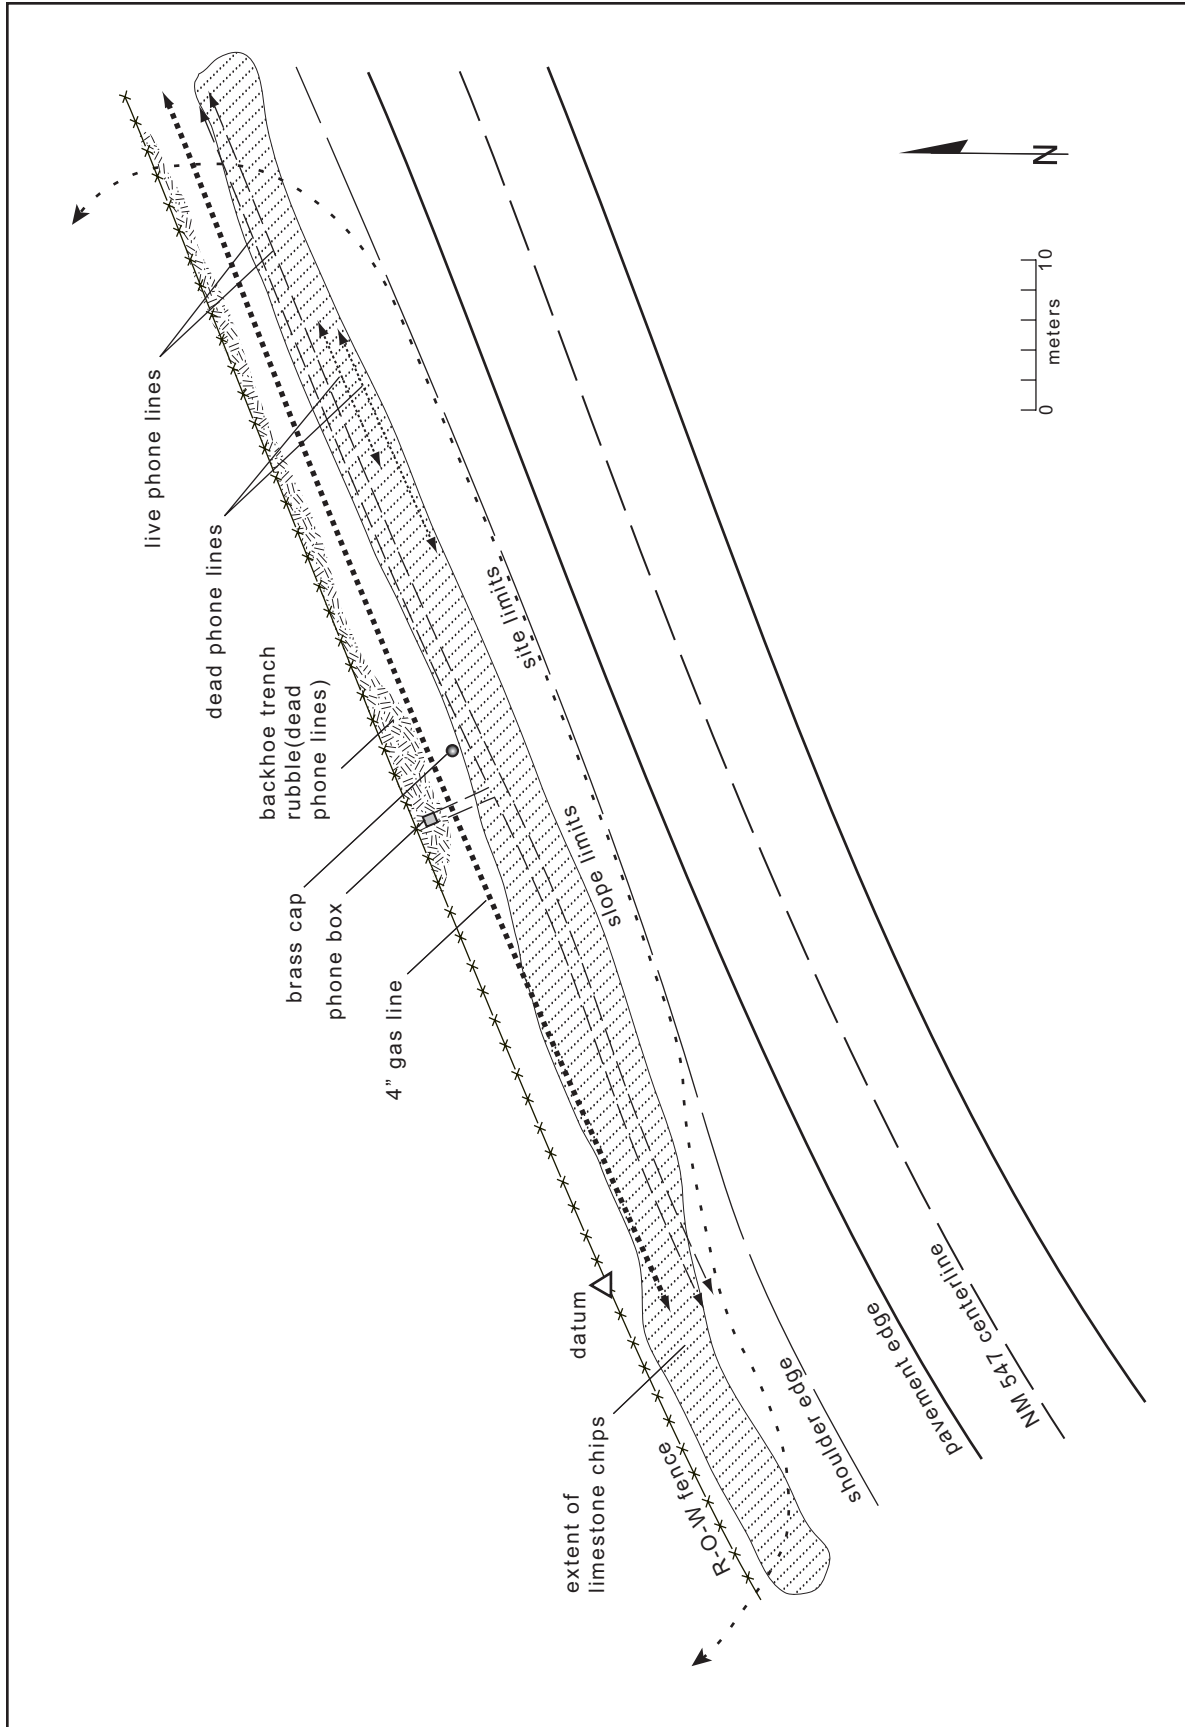 live phone lines
dead phone lines
backhoe trench
rubble(dead
phone lines)
brass cap
phone box
4” gas line
datum
extent of
limestone chips
R-O-W fence
site limits
slope limits
shoulder edge
pavement edge
NM 547 centerline
N
0
10
meters